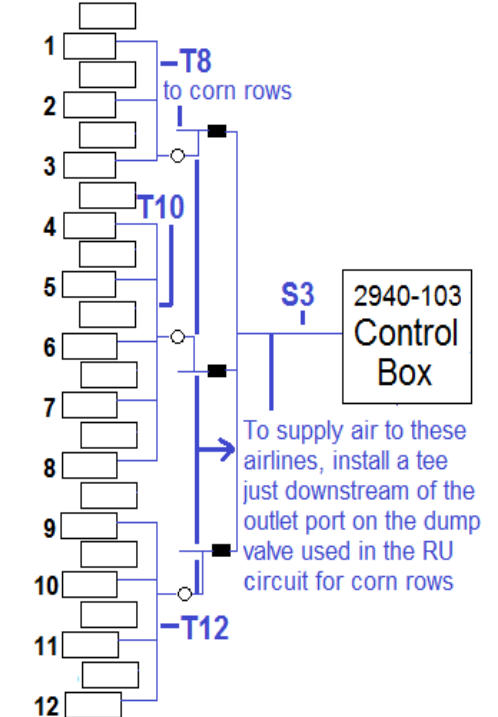 1
T8
to corn rows
2
3
T10
4
S3
2940-103
Control
Box
5
6
7
To supply air to these
airlines, install a tee
just downstream of the
outlet port on the dump
valve used in the RU
circuit for corn rows
8
9
10
T12
11
12